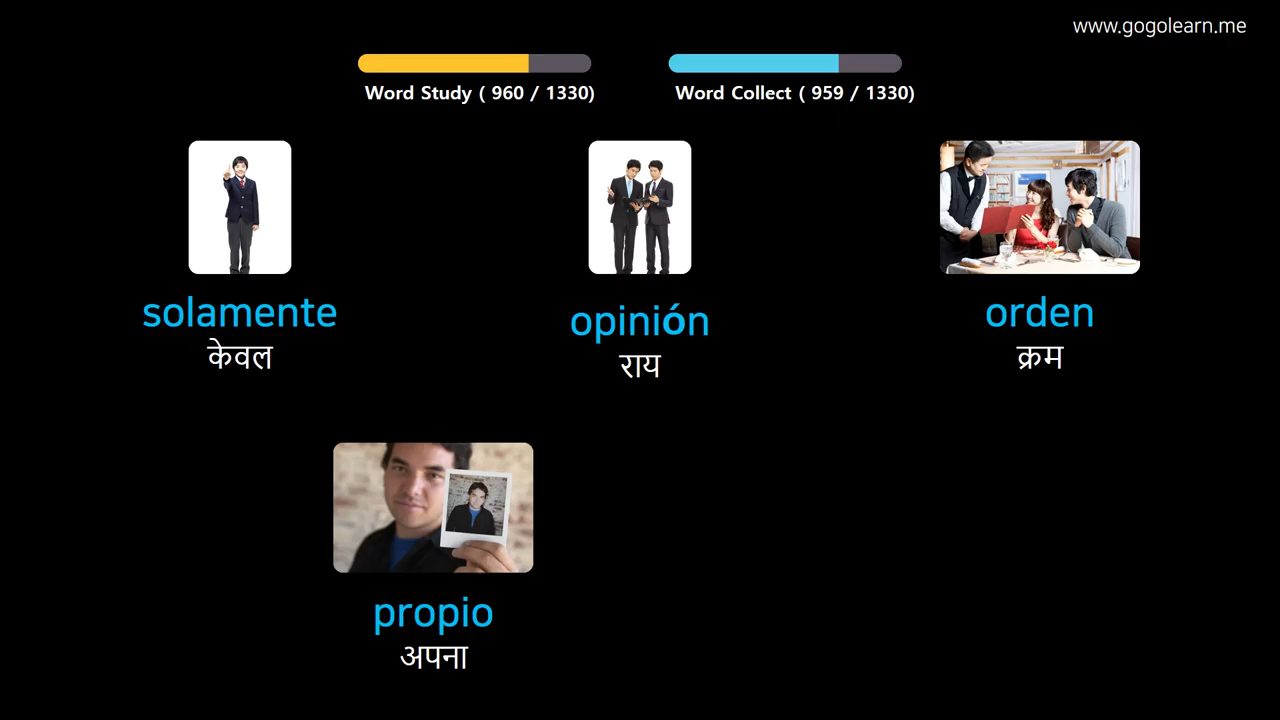 www.gogolearn.me
Word Study ( 960 / 1330)
Word Collect ( 959 / 1330)
solamente
केवल
opinión
राय
orden
क्रम
propio
अपना